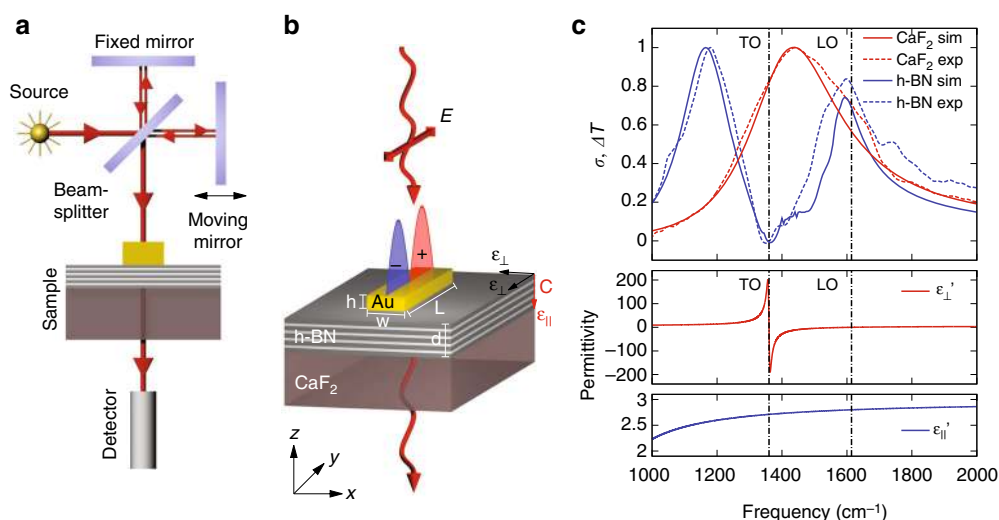 a
Fixed mirror
Source
Beam-
splitter
Moving
mirror
Sample
Detector
b
E
−
+
ε⊥
ε⊥
C
ε||
h
Au
w
L
h-BN
d
CaF2
z
y
x
c
TO
LO
CaF2 sim
CaF2 exp
h-BN sim
h-BN exp
σ, ΔT
1
0.8
0.6
0.4
0.2
0
TO
LO
ε⊥'
200
100
0
−100
−200
Permittivity
3
2.5
2
ε||'
1000 1200 1400 1600 1800 2000
Frequency (cm−1)